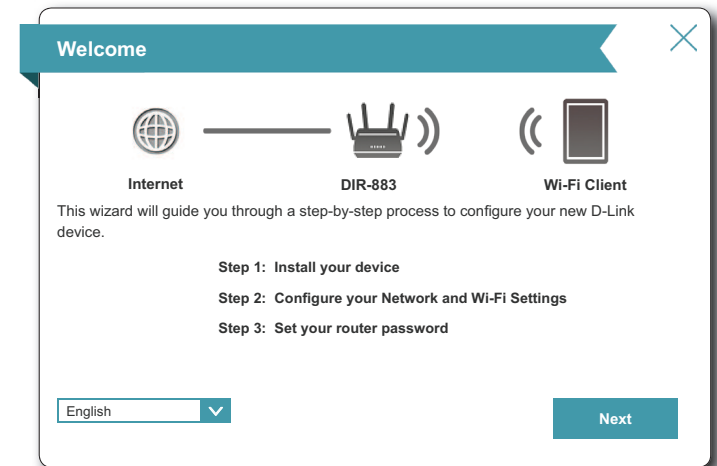 Welcome
Internet
DIR-883
Wi-Fi Client
This wizard will guide you through a step-by-step process to configure your new D-Link
device.
Step 1: Install your device
Step 2: Configure your Network and Wi-Fi Settings
Step 3: Set your router password
English
Next